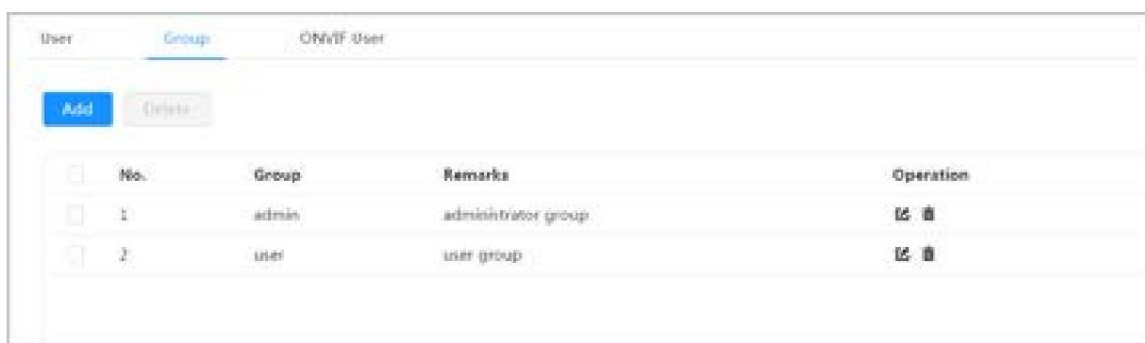 User Group ONVIF User
Add Delete
No. Group Remarks Operation
1 admin administrator group
2 user user group